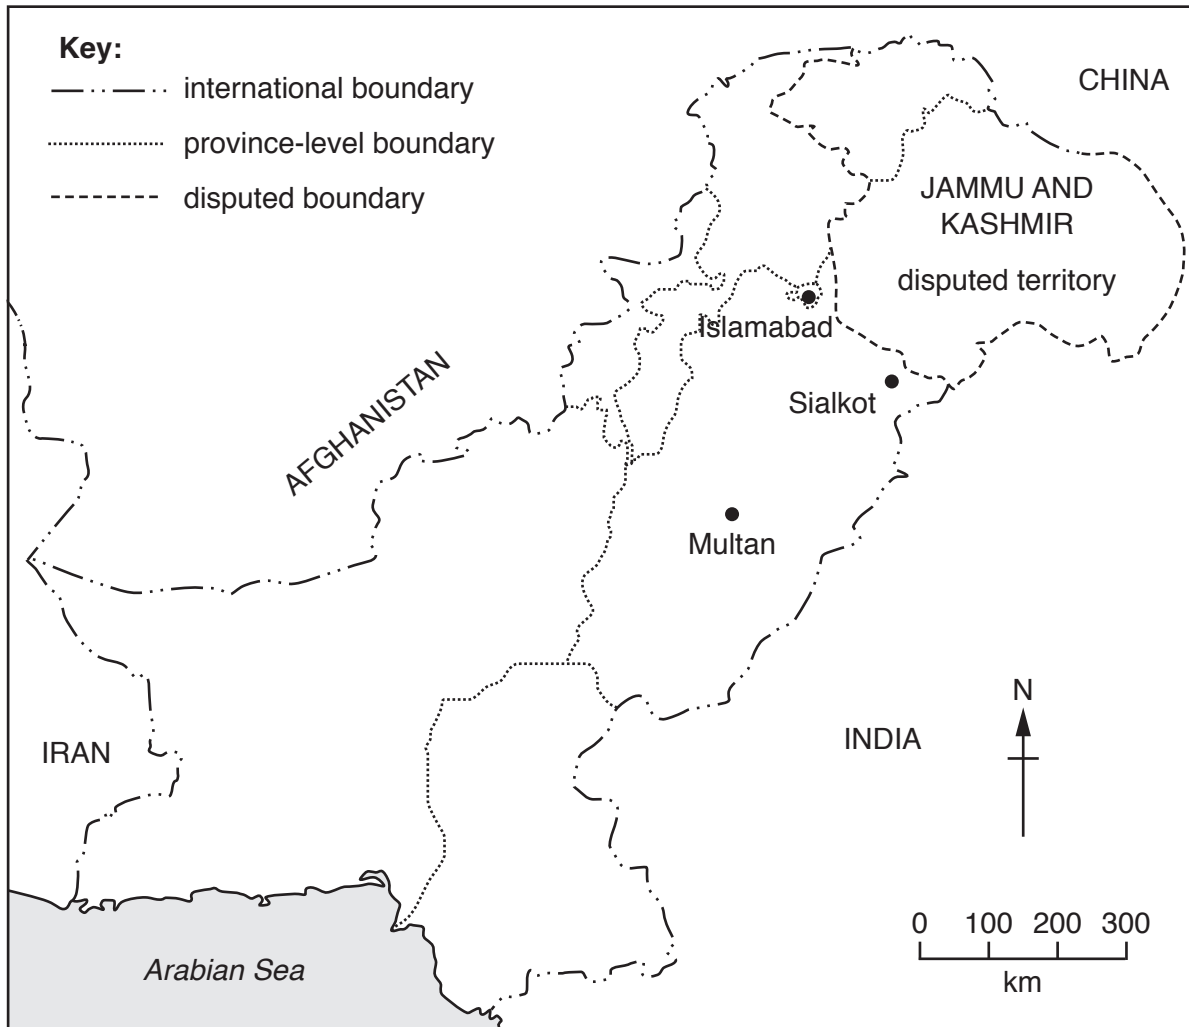 Key:
international boundary
province-level boundary
disputed boundary
CHINA
JAMMU AND
KASHMIR
disputed territory
Islamabad
AFGHANISTAN
Sialkot
Multan
N
IRAN
INDIA
0 100 200 300
km
Arabian Sea